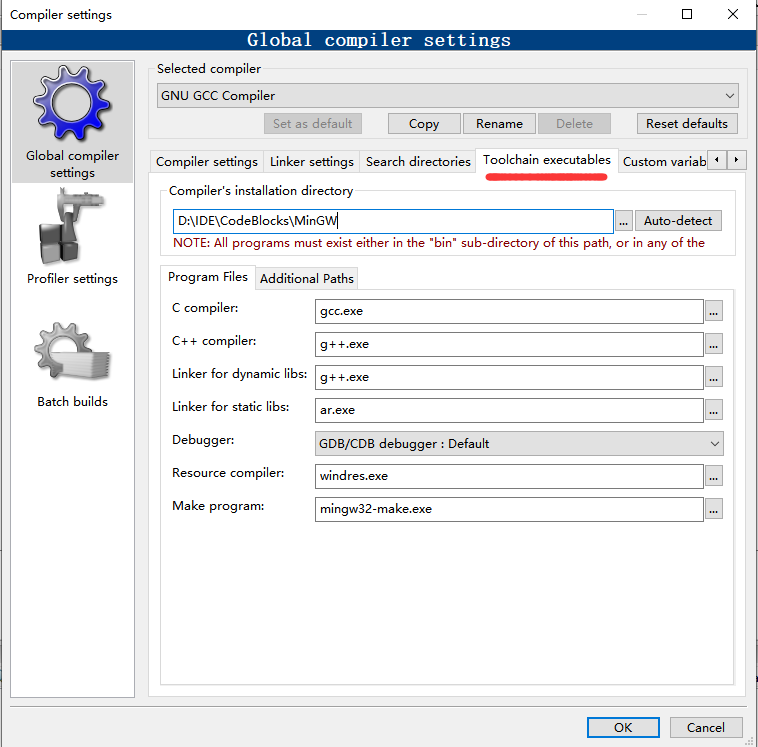 Compiler settings
Global compiler settings
Global compiler
settings
Profiler settings
Batch builds
Selected compiler
GNU GCC Compiler
Set as default
Copy
Rename
Delete
Reset defaults
Compiler settings
Linker settings
Search directories
Toolchain executables
Custom variab
Compiler's installation directory
D:\IDE\CodeBlocks\MinGW
...
Auto-detect
NOTE: All programs must exist either in the "bin" sub-directory of this path, or in any of the
Program Files
Additional Paths
C compiler:
gcc.exe
...
C++ compiler:
g++.exe
...
Linker for dynamic libs:
g++.exe
...
Linker for static libs:
ar.exe
...
Debugger:
GDB/CDB debugger : Default
Resource compiler:
windres.exe
...
Make program:
mingw32-make.exe
...
OK
Cancel